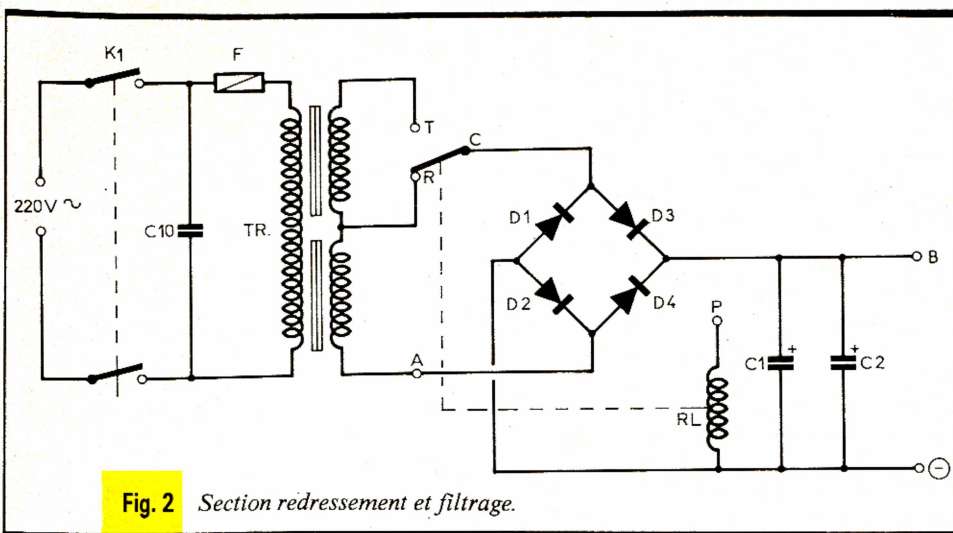 K1
F
T
C
R
220V ~
C10
TR.
D1
D3
D2
D4
B
P
A
RL
C1
+
C2
+
-
Fig. 2 Section redressement et filtrage.